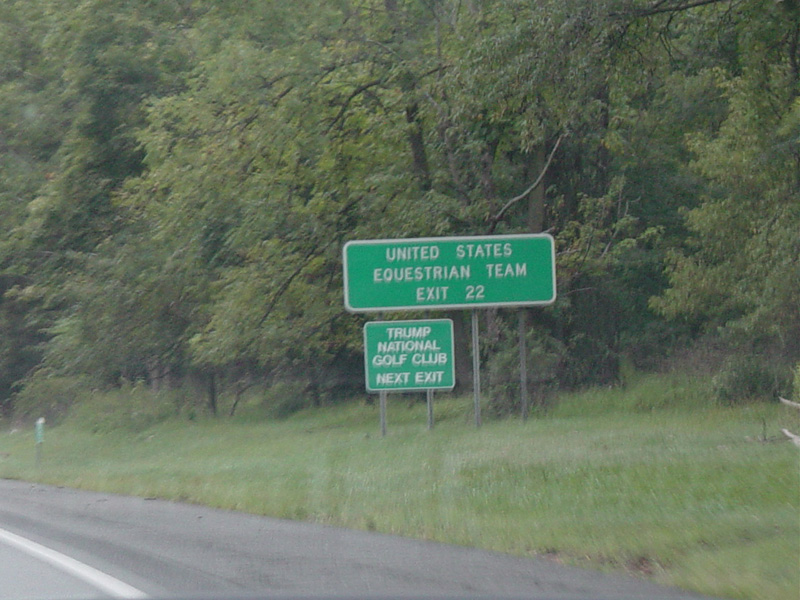 UNITED STATES
EQUESTRIAN TEAM
EXIT 22
TRUMP
NATIONAL
GOLF CLUB
NEXT EXIT